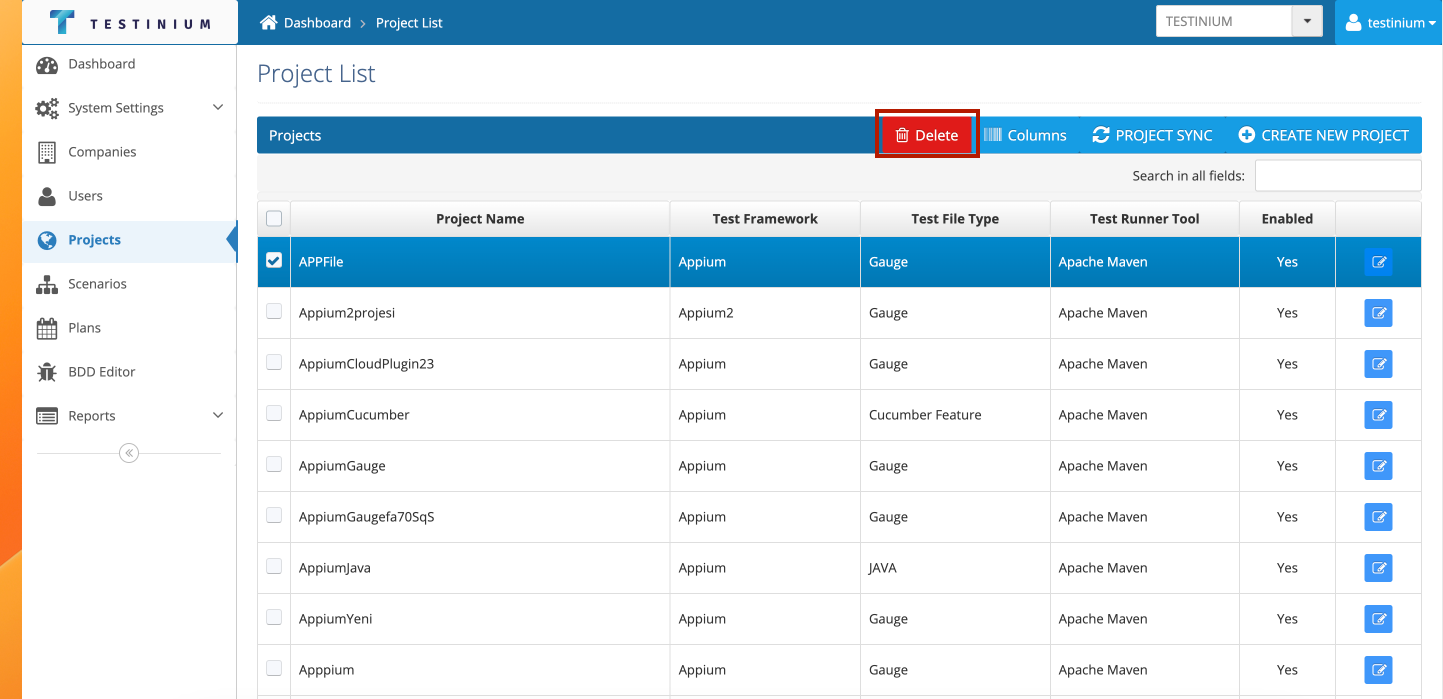 TESTINIUM
Dashboard > Project List
TESTINIUM
testinium
Dashboard
System Settings
Companies
Users
Projects
Scenarios
Plans
BDD Editor
Reports
Project List
Projects
Delete
Columns
PROJECT SYNC
CREATE NEW PROJECT
Search in all fields:
Project Name Test Framework Test File Type Test Runner Tool Enabled
APPFile Appium Gauge Apache Maven Yes
Appium2projesi Appium2 Gauge Apache Maven Yes
AppiumCloudPlugin23 Appium Gauge Apache Maven Yes
AppiumCucumber Appium Cucumber Feature Apache Maven Yes
AppiumGauge Appium Gauge Apache Maven Yes
AppiumGaugefa70SqS Appium Gauge Apache Maven Yes
AppiumJava Appium JAVA Apache Maven Yes
AppiumYeni Appium Gauge Apache Maven Yes
Apppium Appium Gauge Apache Maven Yes